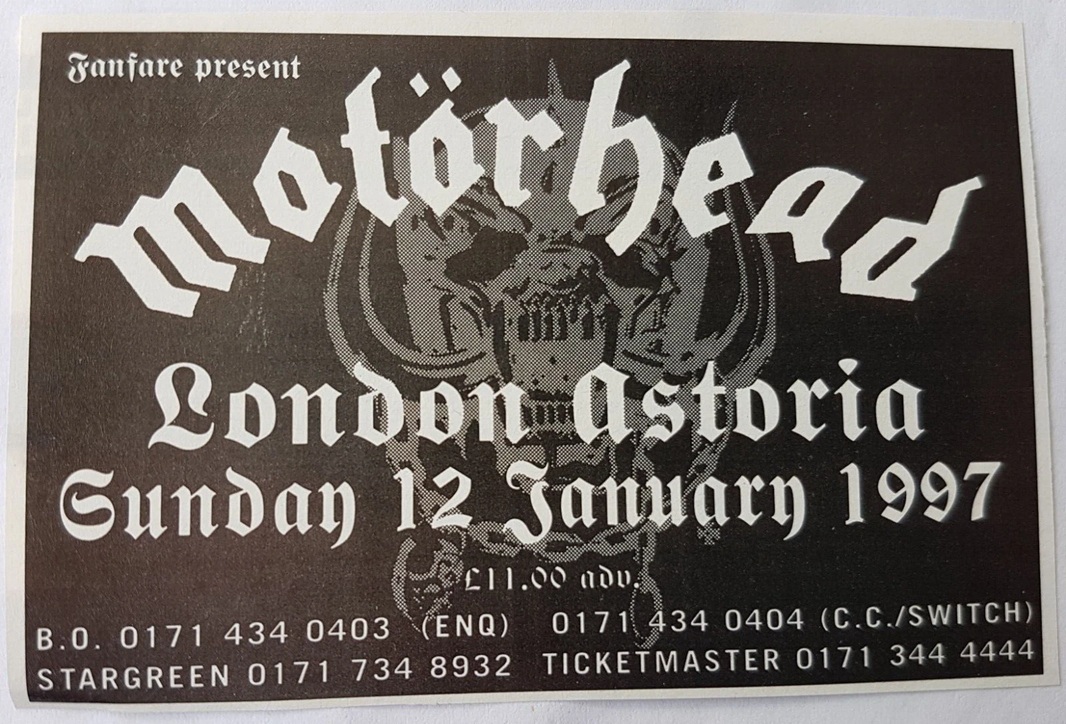 Fanfare present
Motörhead
London Astoria
Sunday 12 January 1997
£11.00 adv.
B.O. 0171 434 0403 (ENQ) 0171 434 0404 (C.C./SWITCH)
STARGREEN 0171 734 8932 TICKETMASTER 0171 344 4444